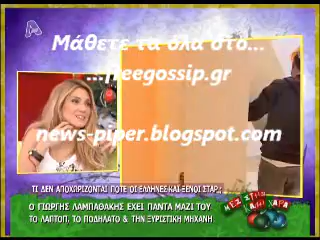 Μάθετε τα όλα στο...
...freegossip.gr
news-piper.blogspot.com
ΤΙ ΔΕΝ ΑΠΟΧΩΡΙΖΟΝΤΑΙ ΠΟΤΕ ΟΙ ΕΛΛΗΝΕΣ ΚΑΙ ΞΕΝΟΙ ΣΤΑΡ;
Ο ΓΙΩΡΓΗΣ ΛΑΜΠΑΘΑΚΗΣ ΕΧΕΙ ΠΑΝΤΑ ΜΑΖΙ ΤΟΥ
ΤΟ ΛΑΠΤΟΠ, ΤΟ ΠΟΔΗΛΑΤΟ & ΤΗΝ ΞΥΡΙΣΤΙΚΗ ΜΗΧΑΝΗ